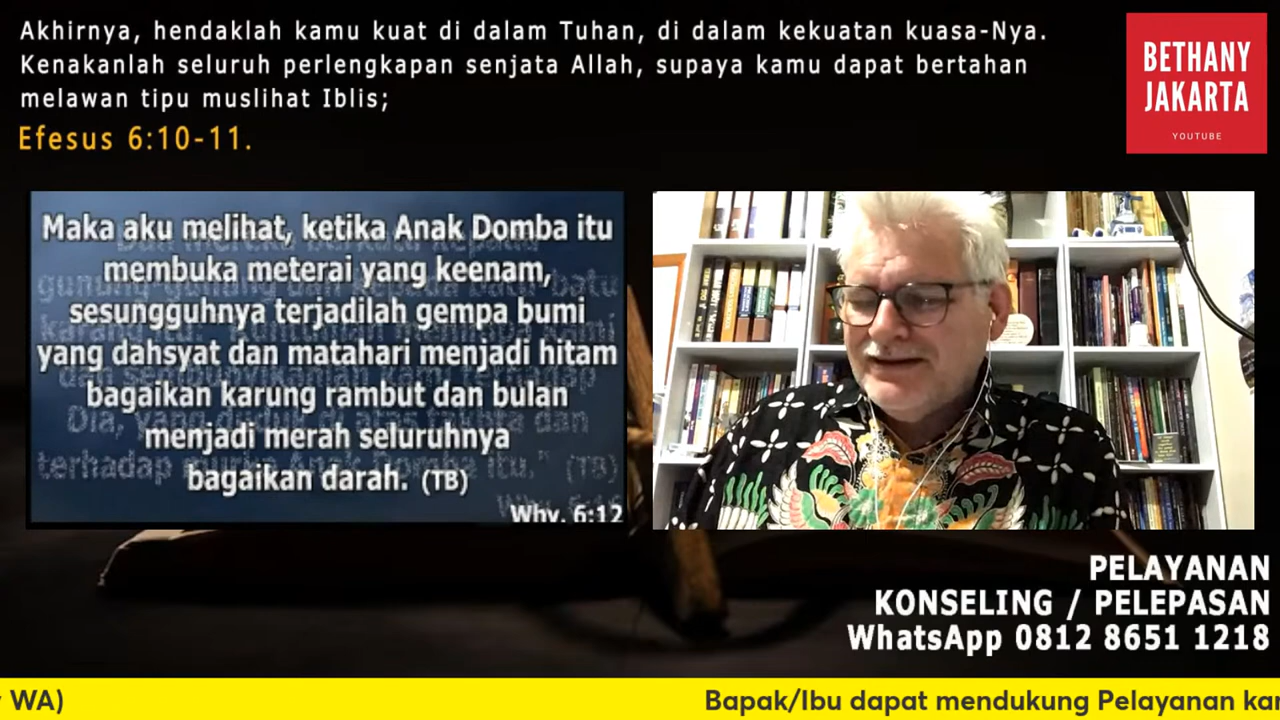 Akhirnya, hendaklah kamu kuat di dalam Tuhan, di dalam kekuatan kuasa-Nya.
Kenakanlah seluruh perlengkapan senjata Allah, supaya kamu dapat bertahan
melawan tipu muslihat Iblis;
Efesus 6:10-11.
BETHANY
JAKARTA
YOUTUBE
Maka aku melihat, ketika Anak Domba itu
membuka meterai yang keenam,
sesungguhnya terjadilah gempa bumi
yang dahsyat dan matahari menjadi hitam
bagaikan karung rambut dan bulan
menjadi merah seluruhnya
bagaikan darah. (TB)
Why. 6:12
PELAYANAN
KONSELING / PELEPASAN
WhatsApp 0812 8651 1218
WA)
Bapak/Ibu dapat mendukung Pelayanan